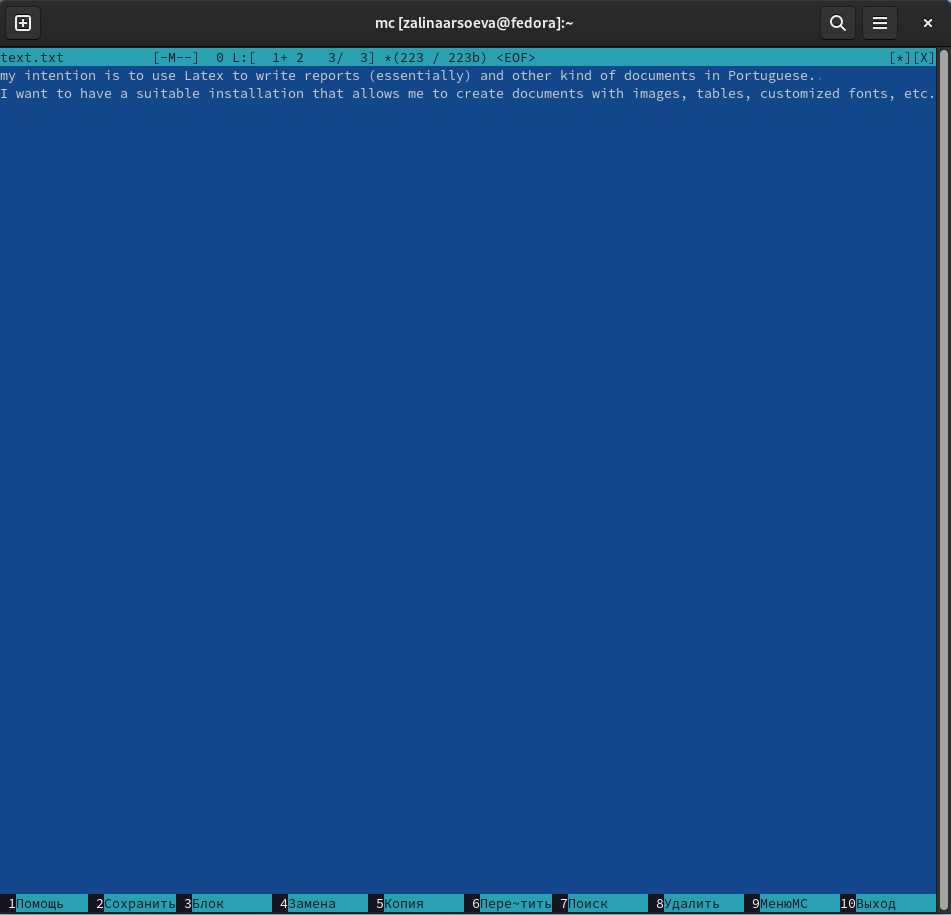 mc [zalinaarsoeva@fedora]:~
text.txt [-M--] 0 L:[ 1+ 2 3/ 3] *(223 / 223b) <EOF> [*][X]
my intention is to use Latex to write reports (essentially) and other kind of documents in Portuguese..
I want to have a suitable installation that allows me to create documents with images, tables, customized fonts, etc.
1Помощь 2Сохранить 3Блок 4Замена 5Копия 6Пере~тить 7Поиск 8Удалить 9МенюМС 10Выход